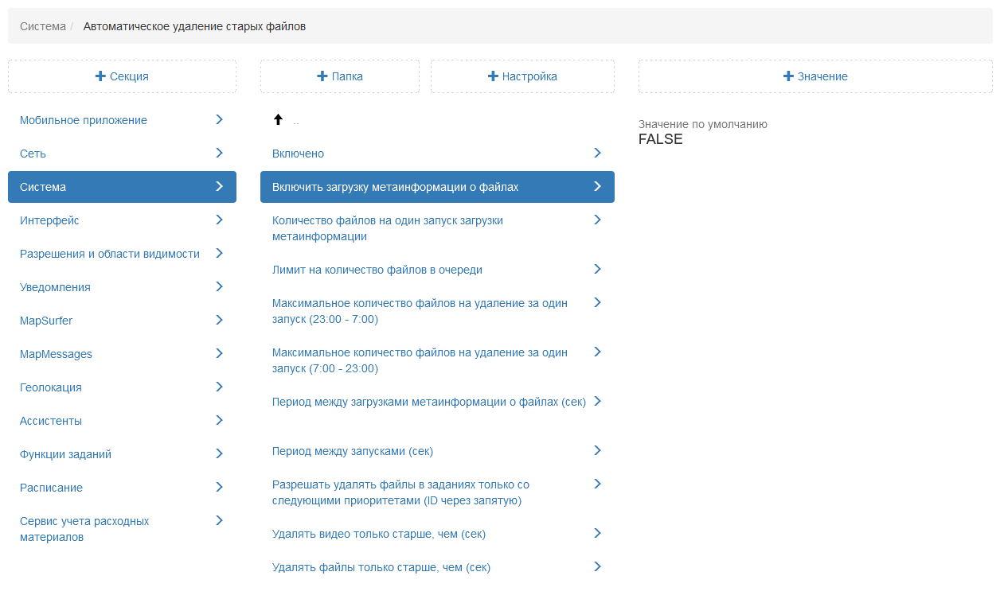 Система / Автоматическое удаление старых файлов
+ Секция
+ Папка
+ Настройка
+ Значение
Мобильное приложение
Сеть
Система
Интерфейс
Разрешения и области видимости
Уведомления
MapSurfer
MapMessages
Геолокация
Ассистенты
Функции заданий
Расписание
Сервис учета расходных
материалов
..
Включено
Включить загрузку метаинформации о файлах
Количество файлов на один запуск загрузки
метаинформации
Лимит на количество файлов в очереди
Максимальное количество файлов на удаление за один
запуск (23:00 - 7:00)
Максимальное количество файлов на удаление за один
запуск (7:00 - 23:00)
Период между загрузками метаинформации о файлах (сек)
Период между запусками (сек)
Разрешать удалять файлы в заданиях только со
следующими приоритетами (ID через запятую)
Удалять видео только старше, чем (сек)
Удалять файлы только старше, чем (сек)
Значение по умолчанию
FALSE